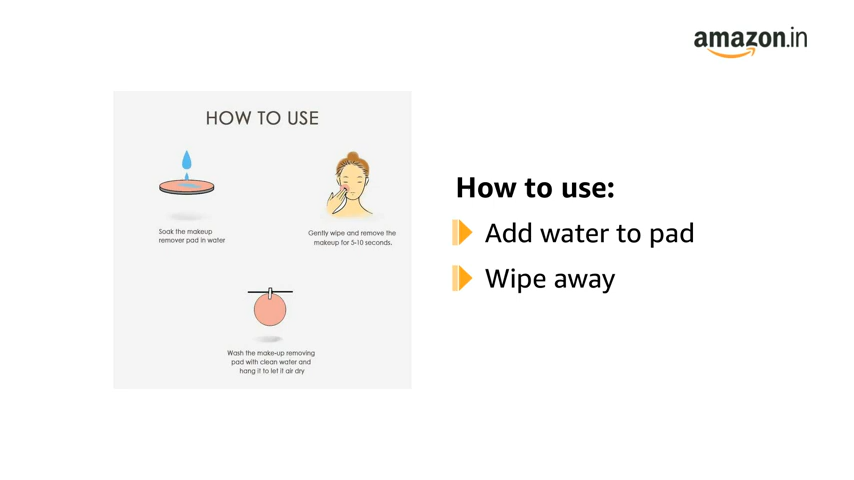 amazon.in
HOW TO USE
Soak the makeup
remover pad in water
Gently wipe and remove the
makeup for 5-10 seconds.
Wash the make-up removing
pad with clean water and
hang it to let it air dry
How to use:
Add water to pad
Wipe away